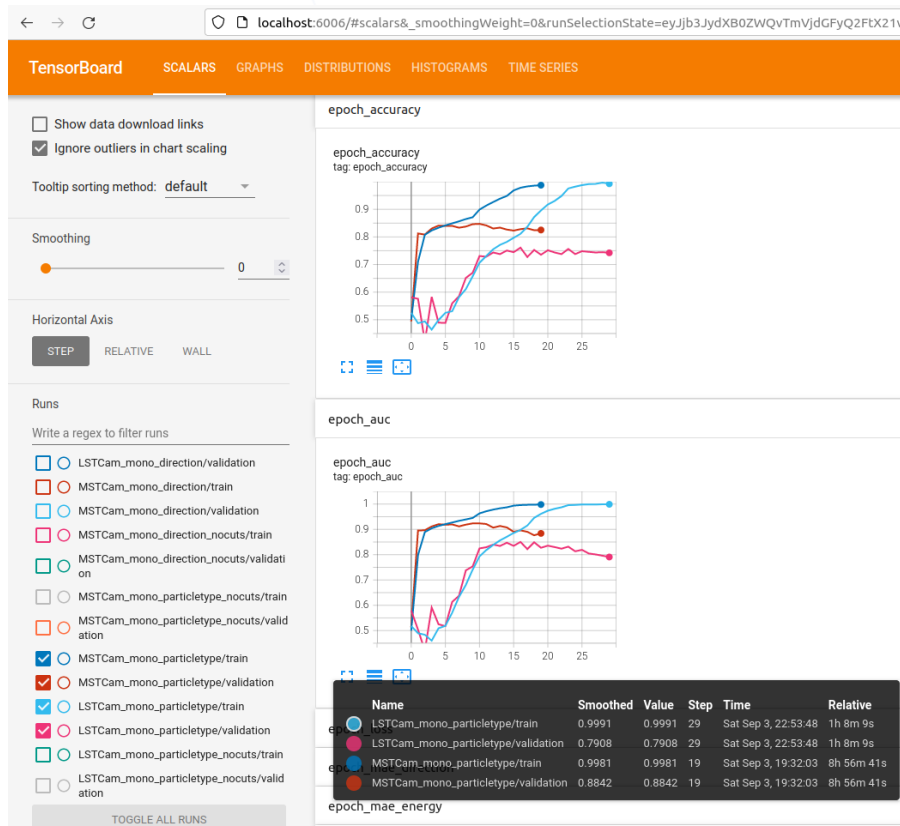 localhost:6006/#scalars&_smoothingWeight=0&runSelectionState=eyJjb3JydXB0ZWQvTmVjdGFyQ2FtX21v
TensorBoard SCALARS GRAPHS DISTRIBUTIONS HISTOGRAMS TIME SERIES
Show data download links
Ignore outliers in chart scaling
Tooltip sorting method: default
Smoothing
0
Horizontal Axis
STEP RELATIVE WALL
Runs
Write a regex to filter runs
LSTCam_mono_direction/validation
MSTCam_mono_direction/train
MSTCam_mono_direction/validation
MSTCam_mono_direction_nocuts/train
MSTCam_mono_direction_nocuts/validati
on
MSTCam_mono_particletype_nocuts/train
MSTCam_mono_particletype_nocuts/valid
ation
MSTCam_mono_particletype/train
MSTCam_mono_particletype/validation
LSTCam_mono_particletype/train
LSTCam_mono_particletype/validation
LSTCam_mono_particletype_nocuts/train
LSTCam_mono_particletype_nocuts/valid
ation
TOGGLE ALL RUNS
epoch_accuracy
epoch_accuracy
tag: epoch_accuracy
0.9
0.8
0.7
0.6
0.5
0 5 10 15 20 25
epoch_auc
epoch_auc
tag: epoch_auc
1
0.9
0.8
0.7
0.6
0.5
0 5 10 15 20 25
Name Smoothed Value Step Time Relative
LSTCam_mono_particletype/train 0.9991 0.9991 29 Sat Sep 3, 22:53:48 1h 8m 9s
epoch_loss
LSTCam_mono_particletype/validation 0.7908 0.7908 29 Sat Sep 3, 22:53:48 1h 8m 9s
MSTCam_mono_particletype/train 0.9981 0.9981 19 Sat Sep 3, 19:32:03 8h 56m 41s
epoch_mae_direction
MSTCam_mono_particletype/validation 0.8842 0.8842 19 Sat Sep 3, 19:32:03 8h 56m 41s
epoch_mae_energy